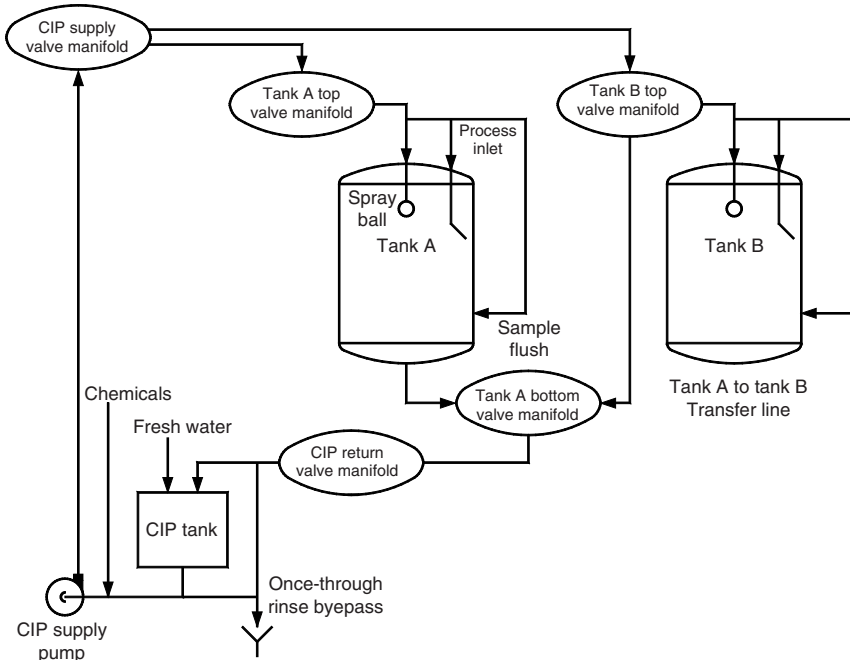 CIP supply
valve manifold
Tank A top
valve manifold
Tank B top
valve manifold
Process
inlet
Spray
ball
Tank A
Tank B
Sample
flush
Tank A to tank B
Transfer line
Tank A bottom
valve manifold
Chemicals
Fresh water
CIP return
valve manifold
CIP tank
Once-through
rinse byepass
CIP supply
pump